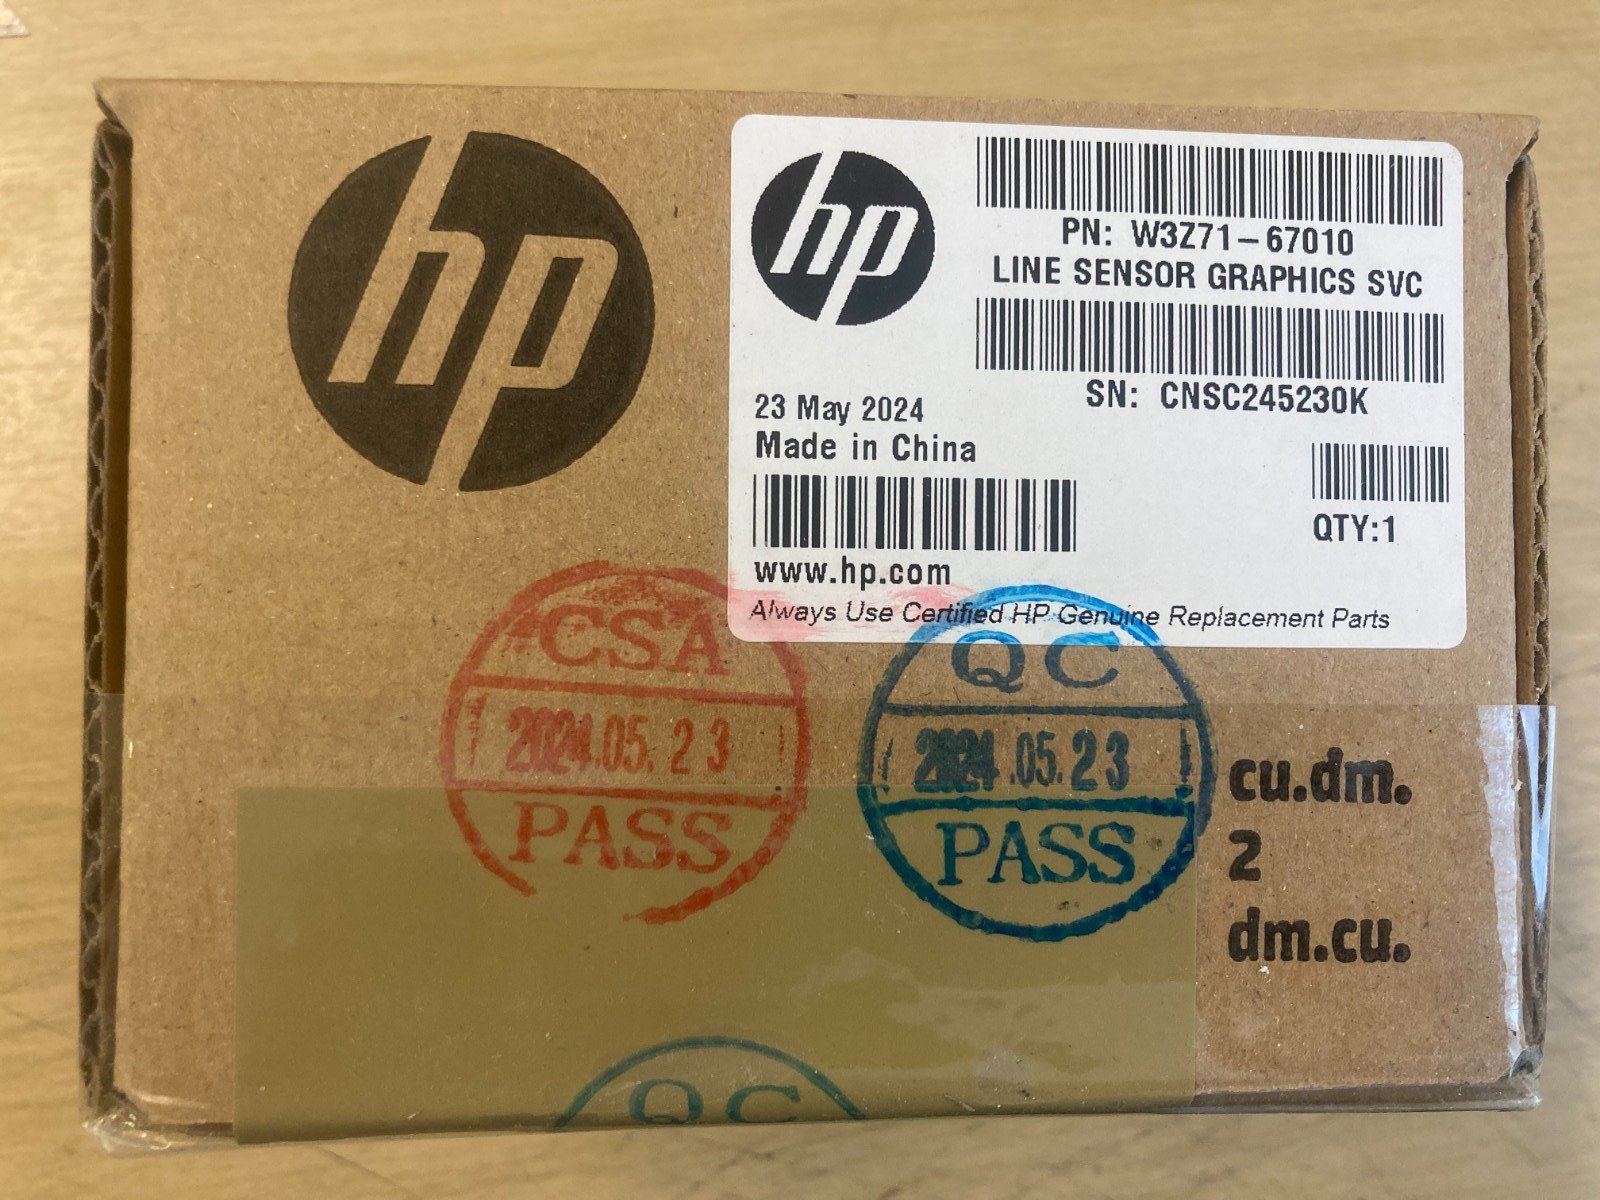 hp
hp
PN: W3Z71-67010
LINE SENSOR GRAPHICS SVC
SN: CNSC245230K
23 May 2024
Made in China
QTY:1
www.hp.com
Always Use Certified HP Genuine Replacement Parts
CSA
2024.05.23
PASS
QC
2024.05.23
PASS
cu.dm.
2
dm.cu.
QC